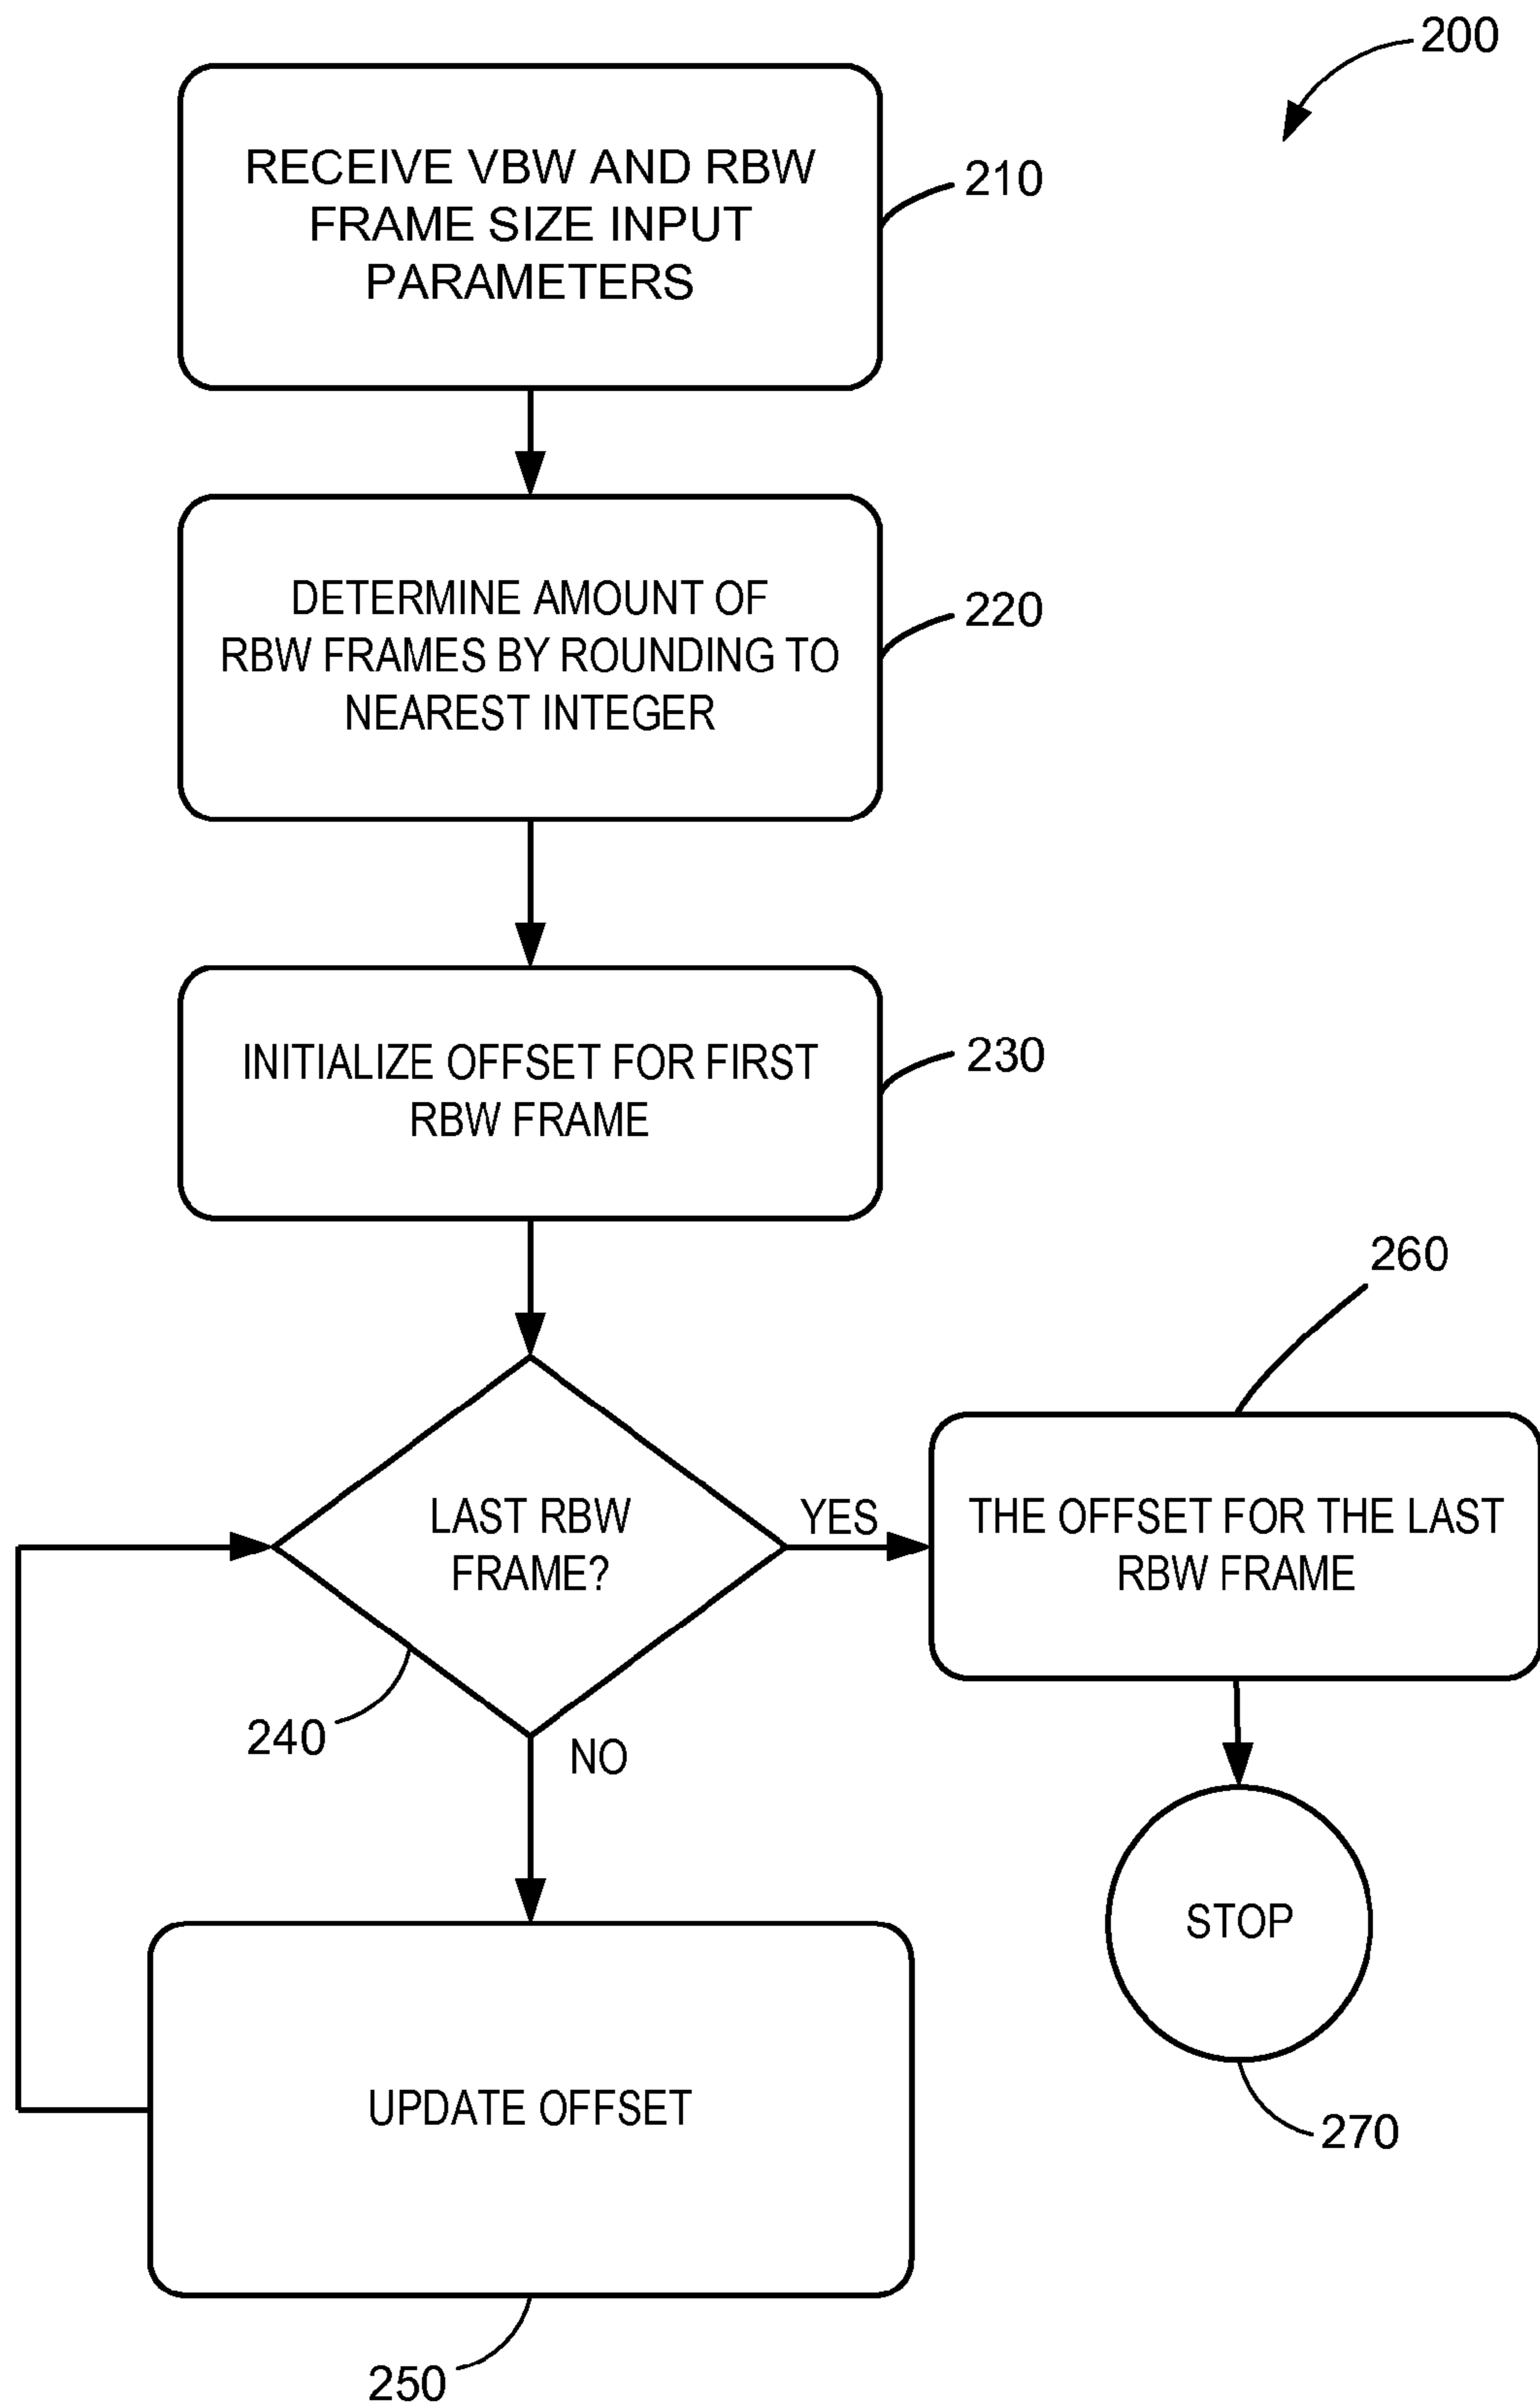 200
RECEIVE VBW AND RBW
FRAME SIZE INPUT
PARAMETERS
210
DETERMINE AMOUNT OF
RBW FRAMES BY ROUNDING TO
NEAREST INTEGER
220
INITIALIZE OFFSET FOR FIRST
RBW FRAME
230
LAST RBW
FRAME?
240
YES
NO
260
THE OFFSET FOR THE LAST
RBW FRAME
STOP
270
UPDATE OFFSET
250